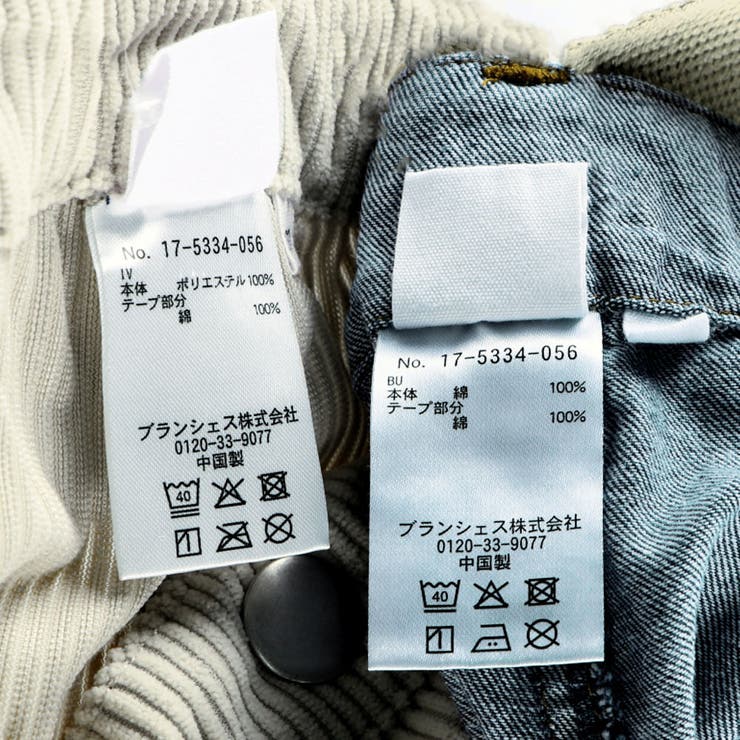 No. 17-5334-056
IV
本体 ポリエステル100%
テープ部分
綿 100%
ブランシェス株式会社
0120-33-9077
中国製
40
No. 17-5334-056
BU
本体 綿 100%
テープ部分
綿 100%
ブランシェス株式会社
0120-33-9077
中国製
40